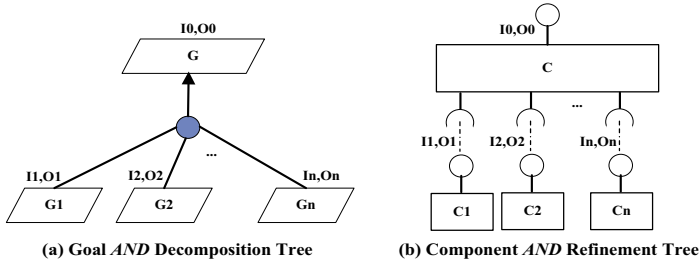 I0,O0
G
...
I1,O1
I2,O2
In,On
G1
G2
Gn
(a) Goal AND Decomposition Tree
I0,O0
C
...
I1,O1
I2,O2
In,On
C1
C2
Cn
(b) Component AND Refinement Tree